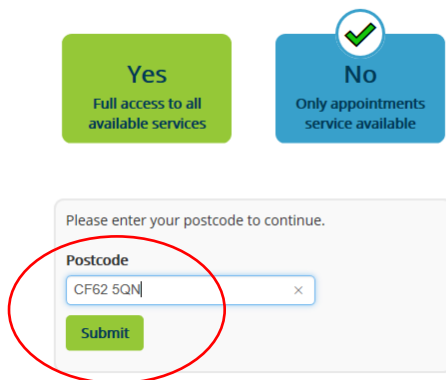 Yes
Full access to all
available services
No
Only appointments
service available
Please enter your postcode to continue.
Postcode
CF62 5QN
Submit